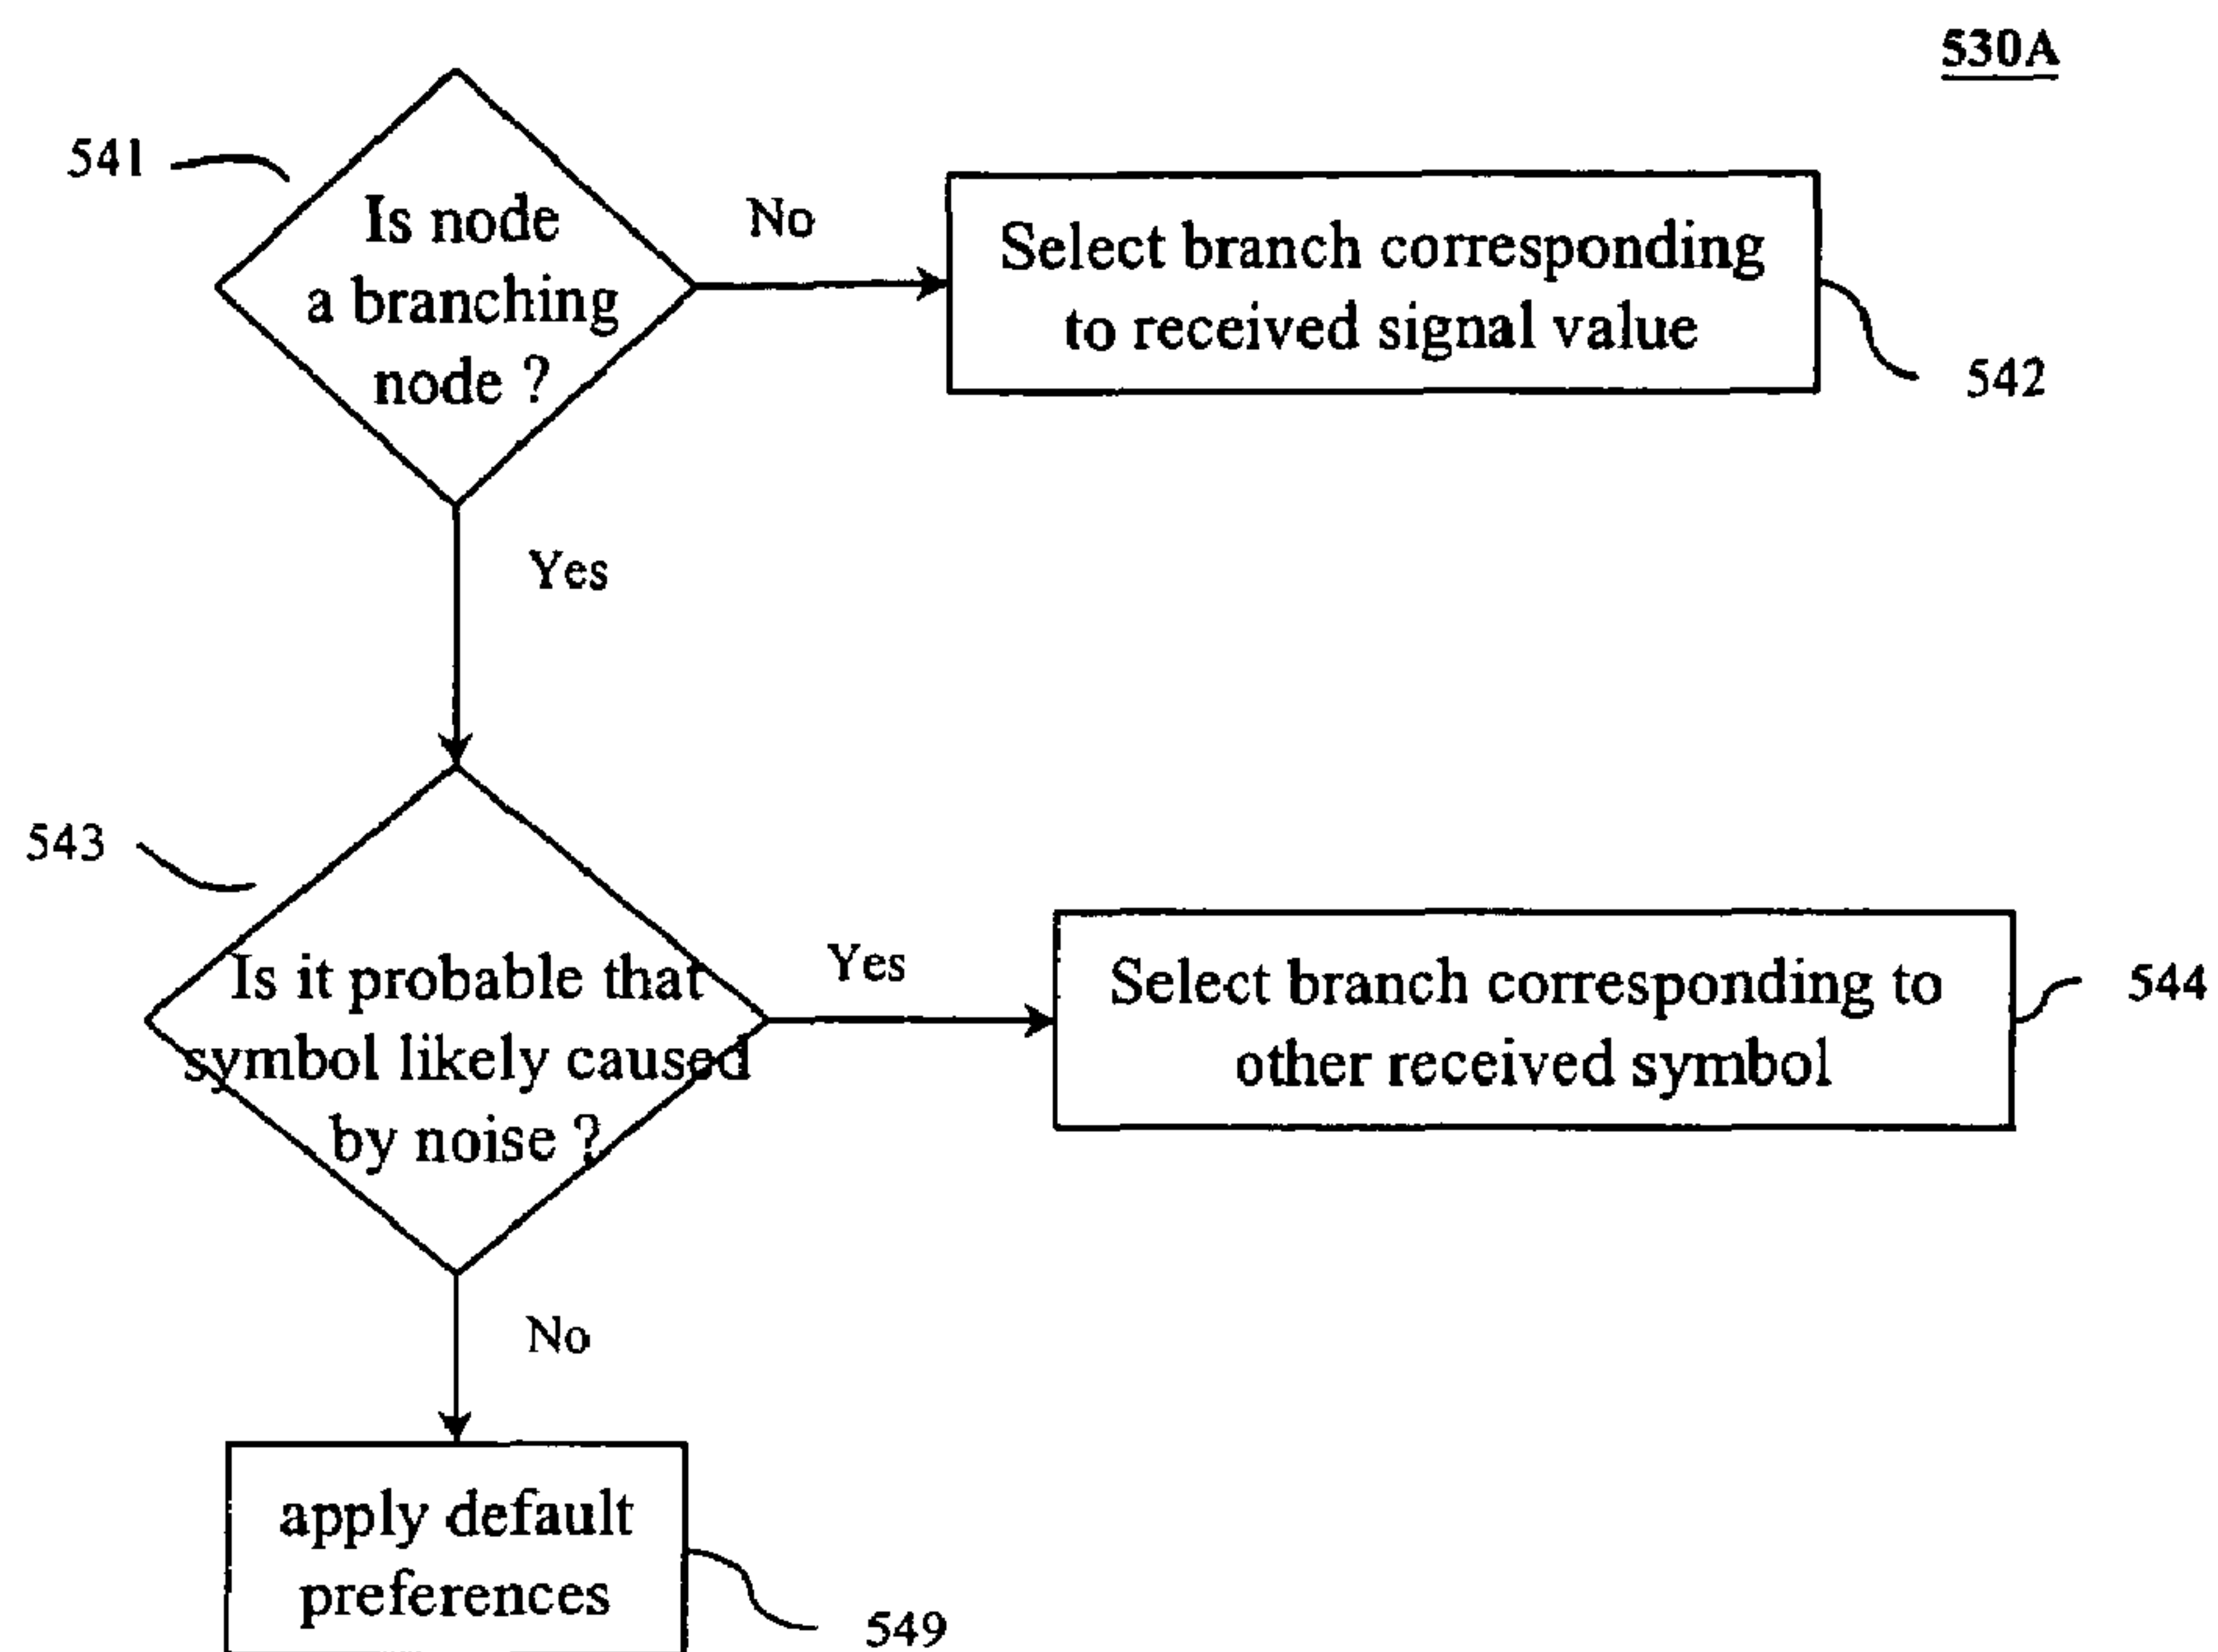 530A
541
Is node
a branching
node ?
No
Select branch corresponding
to received signal value
542
Yes
543
Is it probable that
symbol likely caused
by noise ?
Yes
Select branch corresponding to
other received symbol
544
No
apply default
preferences
549